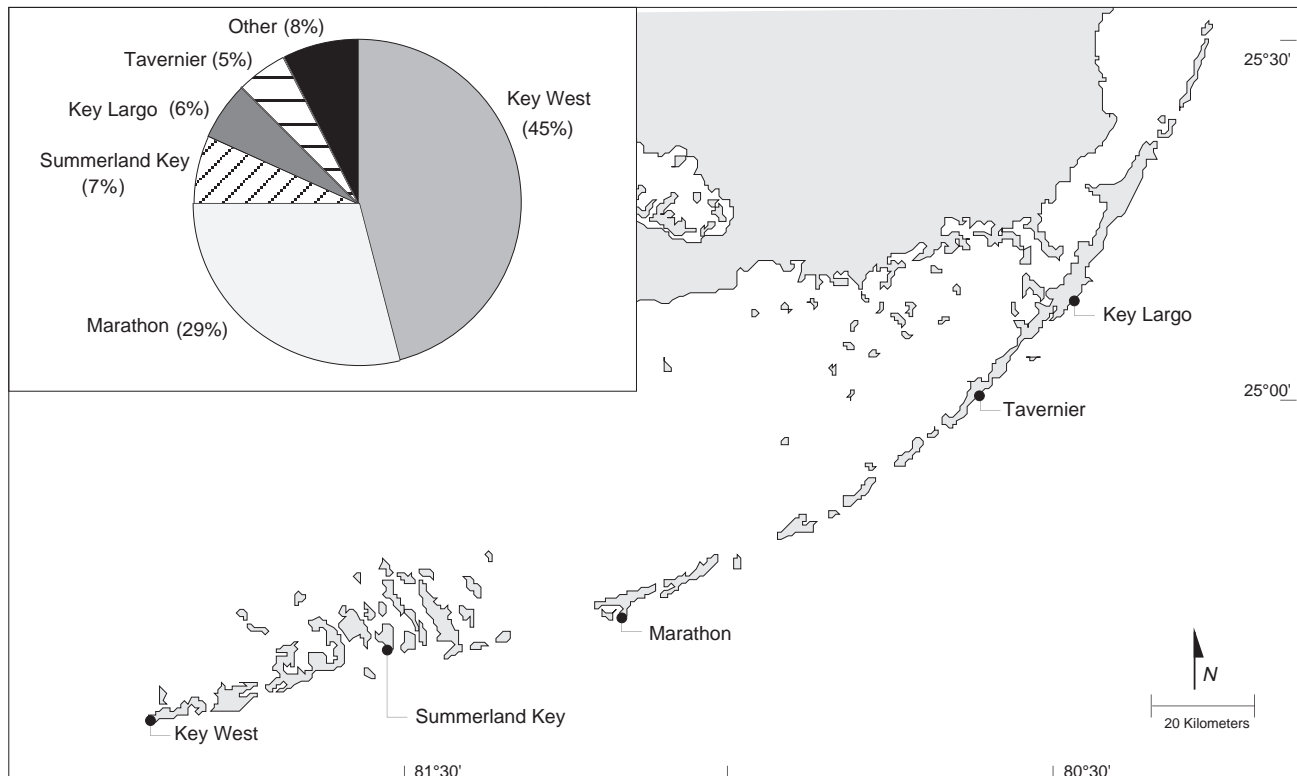 Other (8%)
Tavernier (5%)
Key Largo (6%)
Summerland Key
(7%)
Marathon (29%)
Key West
(45%)
25°30'
Key Largo
25°00'
Tavernier
Marathon
Summerland Key
Key West
N
20 Kilometers
81°30'
80°30'